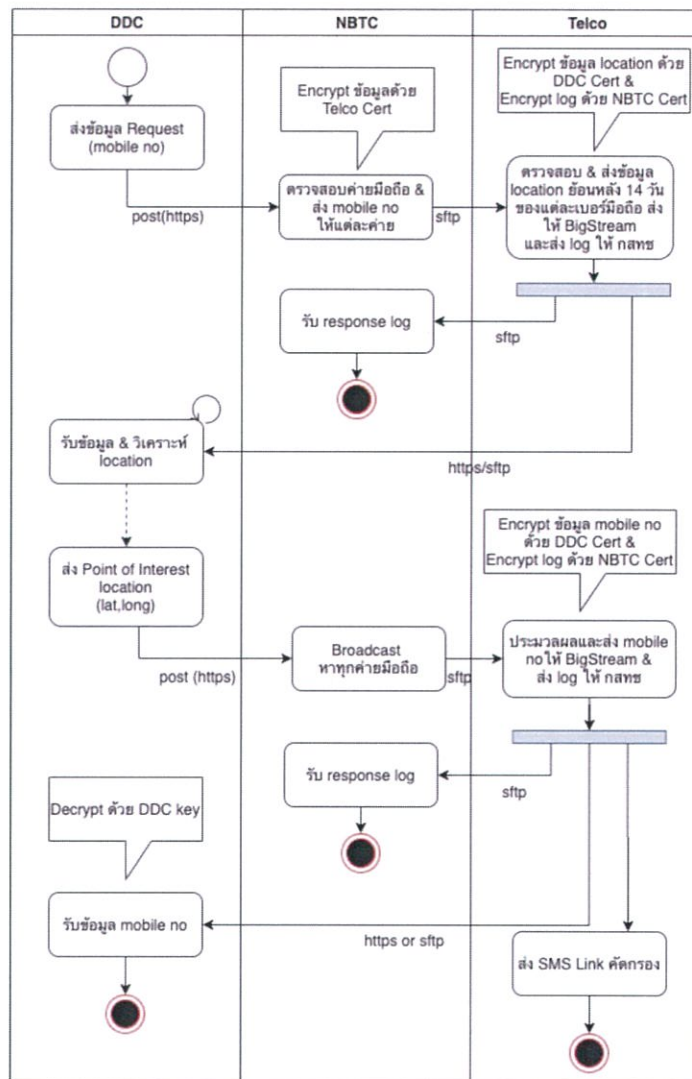 DDC
NBTC
Telco
Encrypt ข้อมูลด้วย
Telco Cert
Encrypt ข้อมูล location ด้วย
DDC Cert &
Encrypt log ด้วย NBTC Cert
ส่งข้อมูล Request
(mobile no)
post(https)
ตรวจสอบค่ายมือถือ &
ส่ง mobile no
ให้แต่ละค่าย
sftp
ตรวจสอบ & ส่งข้อมูล
location ย้อนหลัง 14 วัน
ของแต่ละเบอร์มือถือ ส่ง
ให้ BigStream
และส่ง log ให้ กสทช
รับ response log
sftp
รับข้อมูล & วิเคราะห์
location
https/sftp
Encrypt ข้อมูล mobile no
ด้วย DDC Cert &
Encrypt log ด้วย NBTC Cert
ส่ง Point of Interest
location
(lat,long)
post (https)
Broadcast
หาทุกค่ายมือถือ
sftp
ประมวลผลและส่ง mobile
noให้ BigStream &
ส่ง log ให้ กสทช
รับ response log
sftp
Decrypt ด้วย DDC key
รับข้อมูล mobile no
https or sftp
ส่ง SMS Link คัดกรอง